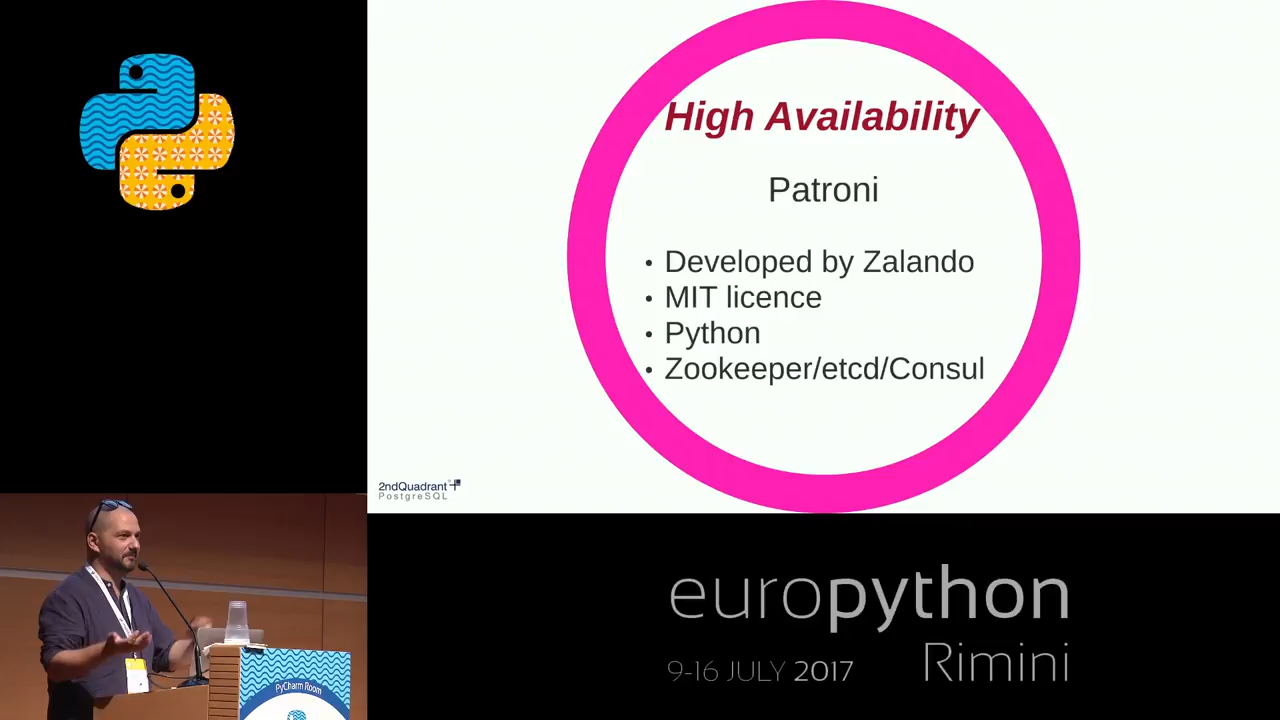 High Availability
Patroni
• Developed by Zalando
• MIT licence
• Python
• Zookeeper/etcd/Consul
2ndQuadrant
PostgreSQL
europython
Rimini
9-16 JULY 2017
PyCharm Room